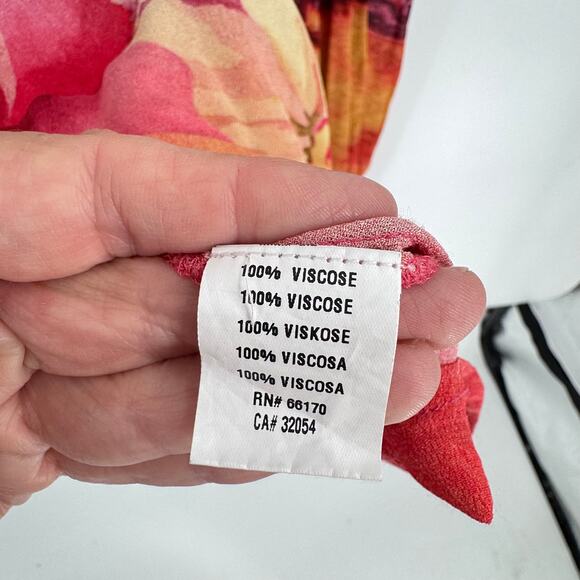 100% VISCOSE
100% VISCOSE
100% VISKOSE
100% VISCOSA
100% VISCOSA
RN# 66170
CA# 32054